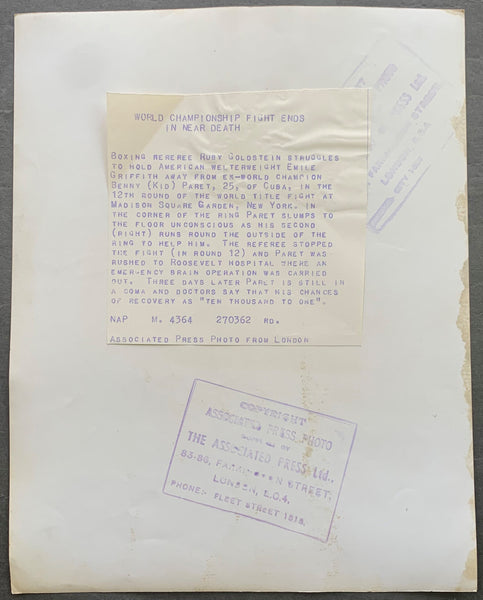 WORLD CHAMPIONSHIP FIGHT ENDS
IN NEAR DEATH
BOXING REFEREE RUBY GOLDSTEIN STRUGGLES
TO HOLD AMERICAN WELTERWEIGHT EMILE
GRIFFITH AWAY FROM EX-WORLD CHAMPION
BENNY (KID) PARET, 25, OF CUBA, IN THE
12TH ROUND OF THE WORLD TITLE FIGHT AT
MADISON SQUARE GARDEN, NEW YORK. IN
THE CORNER OF THE RING PARET SLUMPS TO
THE FLOOR UNCONSCIOUS AS HIS SECOND
(RIGHT) RUNS ROUND THE OUTSIDE OF THE
RING TO HELP HIM. THE REFEREE STOPPED
THE FIGHT (IN ROUND 12) AND PARET WAS
RUSHED TO ROOSEVELT HOSPITAL WHERE AN
EMERGENCY BRAIN OPERATION WAS CARRIED
OUT. THREE DAYS LATER PARET IS STILL IN
A COMA AND DOCTORS SAY THAT HIS CHANCES
OF RECOVERY AS "TEN THOUSAND TO ONE".
NAP M. 4364 270362 RD.
ASSOCIATED PRESS PHOTO FROM LONDON
COPYRIGHT
ASSOCIATED PRESS PHOTO
BY
THE ASSOCIATED PRESS Ltd.,
83-86, STREET,
LONDON, E.C.4.
PHONE:- FLEET STREET 1515.
PHOTO
PRESS Ltd.
LONDON